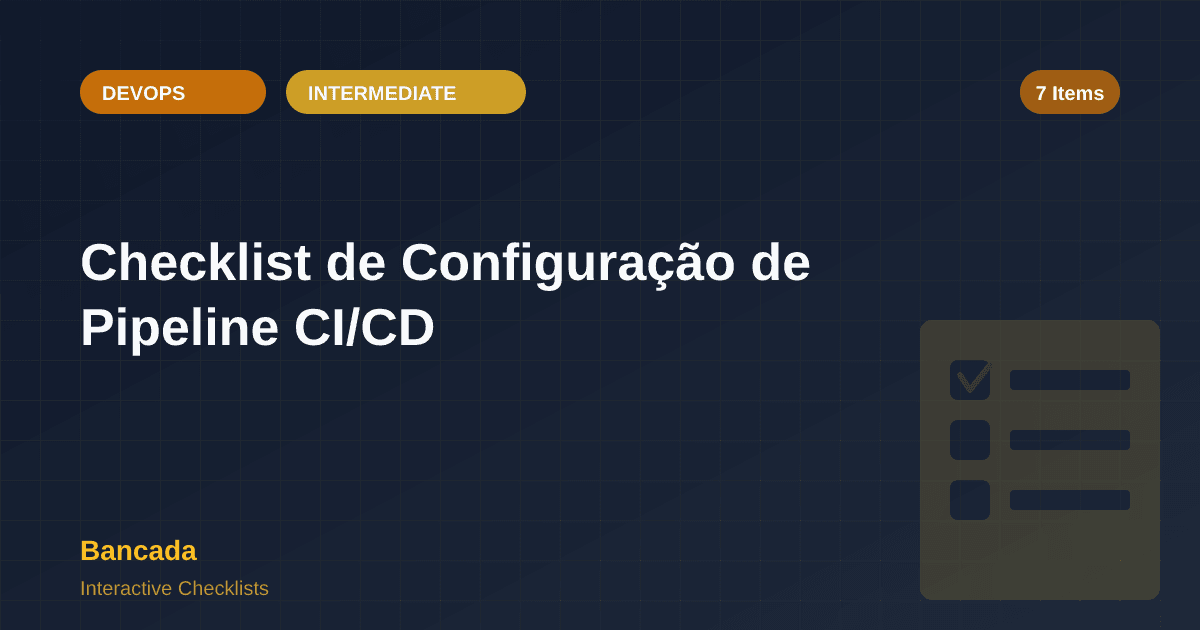 DEVOPS
INTERMEDIATE
7 Items
Checklist de Configuração de
Pipeline CI/CD
Bancada
Interactive Checklists